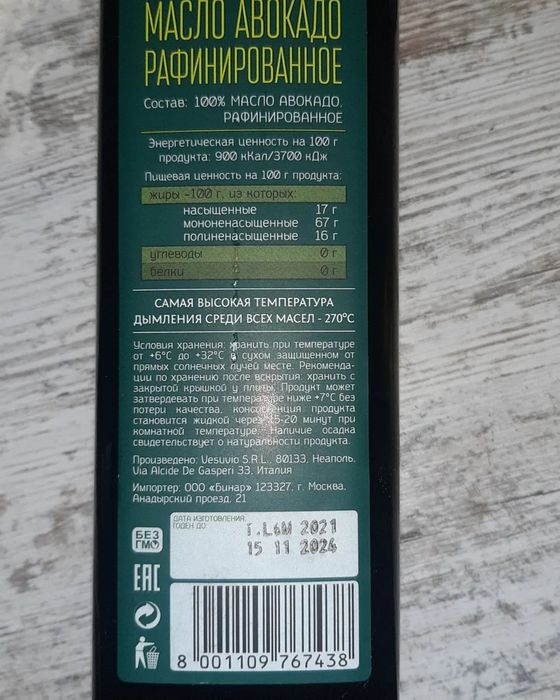 МАСЛО АВОКАДО
РАФИНИРОВАННОЕ
Состав: 100% МАСЛО АВОКАДО,
РАФИНИРОВАННОЕ
Энергетическая ценность на 100 г
продукта: 900 кКал/3700 кДж
Пищевая ценность на 100 г продукта:
жиры -100 г, из которых:
насыщенные 17 г
мононенасыщенные 67 г
полиненасыщенные 16 г
углеводы 0 г
белки 0 г
САМАЯ ВЫСОКАЯ ТЕМПЕРАТУРА
ДЫМЛЕНИЯ СРЕДИ ВСЕХ МАСЕЛ - 270°C
Условия хранения: хранить при температуре
от +6°C до +32°C в сухом защищенном от
прямых солнечных лучей месте. Рекоменда-
ции по хранению после вскрытия: хранить с
закрытой крышкой у плиты. Продукт может
затвердевать при температуре ниже +7°C без
потери качества, консистенция продукта
становится жидкой через 15-20 минут при
комнатной температуре. Наличие осадка
свидетельствует о натуральности продукта.
Произведено: Vesuvio S.R.L., 80133, Неаполь,
Via Alcide De Gasperi 33, Италия
Импортер: ООО «Бинар» 123327, г. Москва,
Анадырский проезд, 21
ДАТА ИЗГОТОВЛЕНИЯ:
ГОДЕН ДО:
T.L6W 2021
15 11 2024
БЕЗ
ГМО
EAC
8 001109 767438